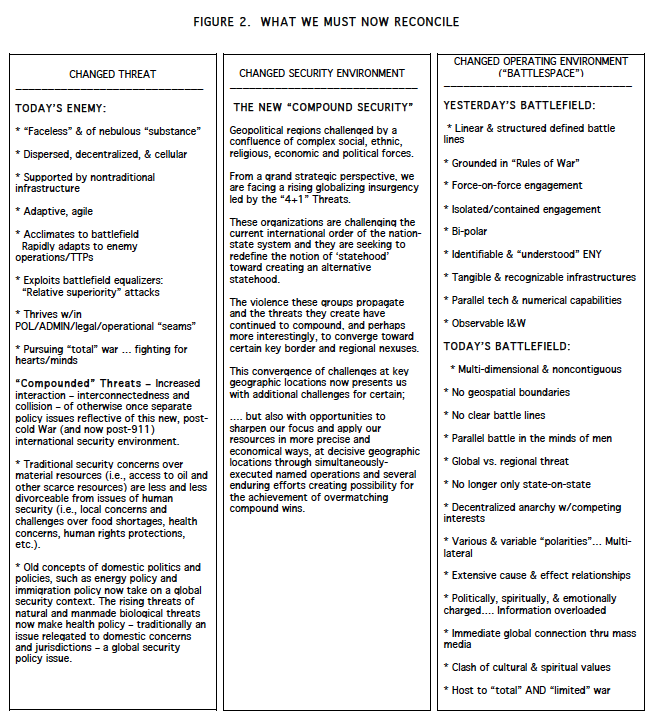 FIGURE 2. WHAT WE MUST NOW RECONCILE
CHANGED THREAT
TODAY’S ENEMY:
* “Faceless” & of nebulous “substance”
* Dispersed, decentralized, & cellular
* Supported by nontraditional
infrastructure
* Adaptive, agile
* Acclimates to battlefield
Rapidly adapts to enemy
operations/TTPs
* Exploits battlefield equalizers:
“Relative superiority” attacks
* Thrives w/in
POL/ADMIN/legal/operational “seams”
* Pursuing “total” war ... fighting for
hearts/minds
“Compounded” Threats – Increased
interaction – interconnectedness and
collision – of otherwise once separate
policy issues reflective of this new, post-
cold War (and now post-911)
international security environment.
* Traditional security concerns over
material resources (i.e., access to oil and
other scarce resources) are less and less
divorceable from issues of human
security (i.e., local concerns and
challenges over food shortages, health
concerns, human rights protections,
etc.).
* Old concepts of domestic politics and
policies, such as energy policy and
immigration policy now take on a global
security context. The rising threats of
natural and manmade biological threats
now make health policy – traditionally an
issue relegated to domestic concerns
and jurisdictions – a global security
policy issue.
CHANGED SECURITY ENVIRONMENT
THE NEW “COMPOUND SECURITY”
Geopolitical regions challenged by a
confluence of complex social, ethnic,
religious, economic and political forces.
From a grand strategic perspective, we
are facing a rising globalizing insurgency
led by the “4+1” Threats.
These organizations are challenging the
current international order of the nation-
state system and they are seeking to
redefine the notion of ‘statehood’
toward creating an alternative
statehood.
The violence these groups propagate
and the threats they create have
continued to compound, and perhaps
more interestingly, to converge toward
certain key border and regional nexuses.
This convergence of challenges at key
geographic locations now presents us
with additional challenges for certain;
.... but also with opportunities to
sharpen our focus and apply our
resources in more precise and
economical ways, at decisive geographic
locations through simultaneously-
executed named operations and several
enduring efforts creating possibility for
the achievement of overmatching
compound wins.
CHANGED OPERATING ENVIRONMENT
(“BATTLESPACE”)
YESTERDAY’S BATTLEFIELD:
* Linear & structured defined battle
lines
* Grounded in “Rules of War”
* Force-on-force engagement
* Isolated/contained engagement
* Bi-polar
* Identifiable & “understood” ENY
* Tangible & recognizable infrastructures
* Parallel tech & numerical capabilities
* Observable I&W
TODAY’S BATTLEFIELD:
* Multi-dimensional & noncontiguous
* No geospatial boundaries
* No clear battle lines
* Parallel battle in the minds of men
* Global vs. regional threat
* No longer only state-on-state
* Decentralized anarchy w/competing
interests
* Various & variable “polarities”... Multi-
lateral
* Extensive cause & effect relationships
* Politically, spiritually, & emotionally
charged.... Information overloaded
* Immediate global connection thru mass
media
* Clash of cultural & spiritual values
* Host to “total” AND “limited” war